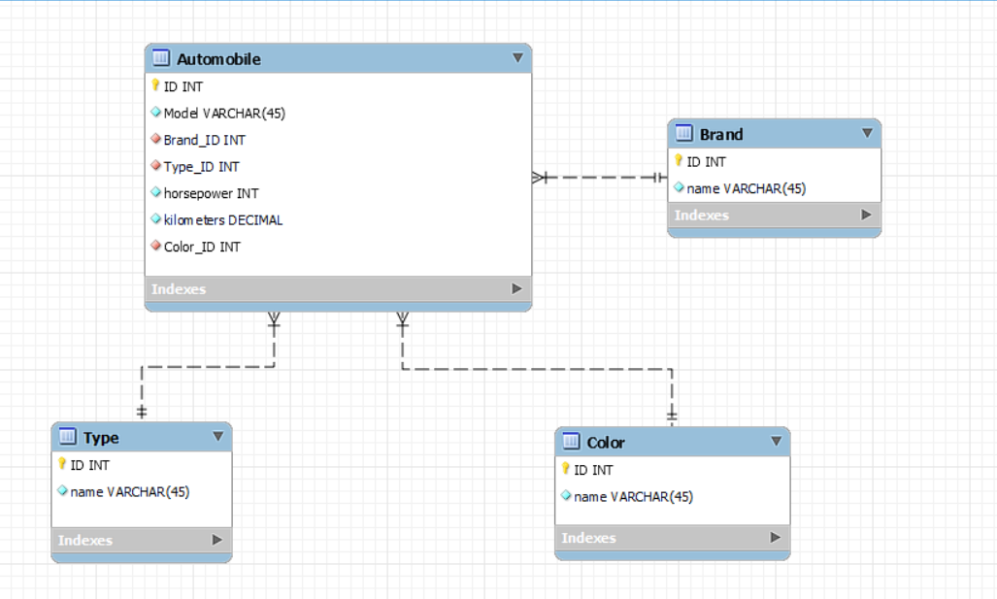 Automobile
ID INT
Model VARCHAR(45)
Brand_ID INT
Type_ID INT
horsepower INT
kilometers DECIMAL
Color_ID INT
Indexes
Brand
ID INT
name VARCHAR(45)
Indexes
Type
ID INT
name VARCHAR(45)
Indexes
Color
ID INT
name VARCHAR(45)
Indexes